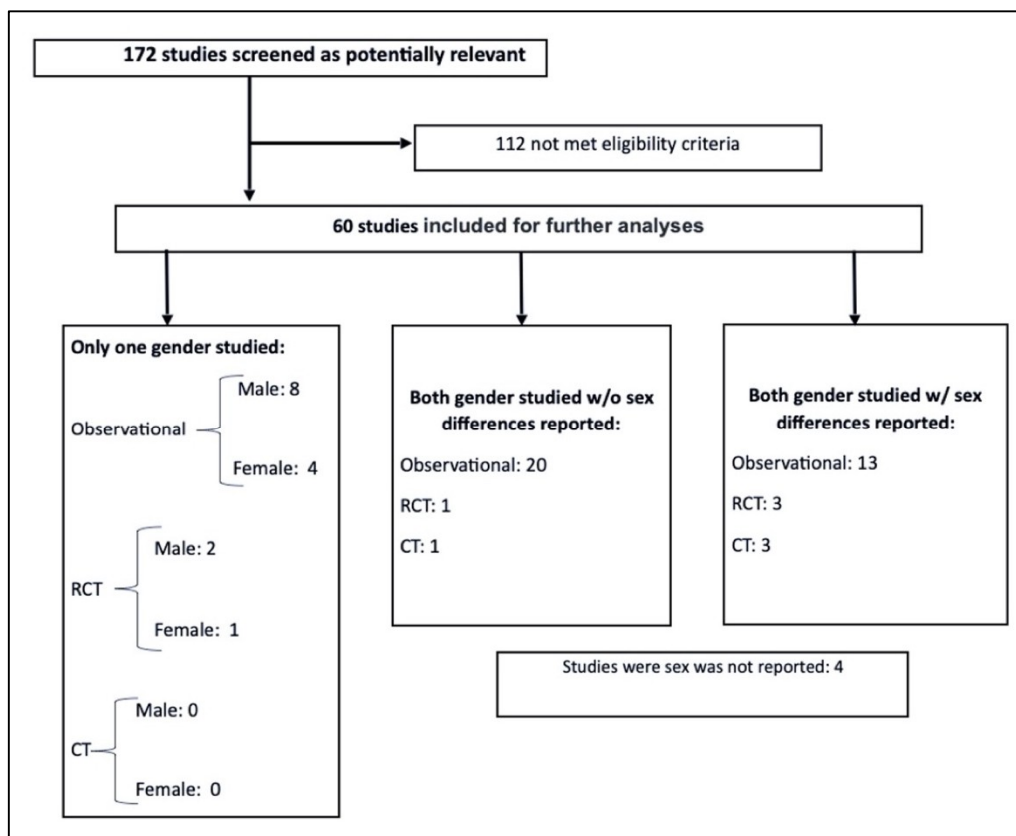 172 studies screened as potentially relevant
112 not met eligibility criteria
60 studies included for further analyses
Only one gender studied:
Observational
Male: 8
Female: 4
RCT
Male: 2
Female: 1
CT
Male: 0
Female: 0
Both gender studied w/o sex
differences reported:
Observational: 20
RCT: 1
CT: 1
Both gender studied w/ sex
differences reported:
Observational: 13
RCT: 3
CT: 3
Studies were sex was not reported: 4